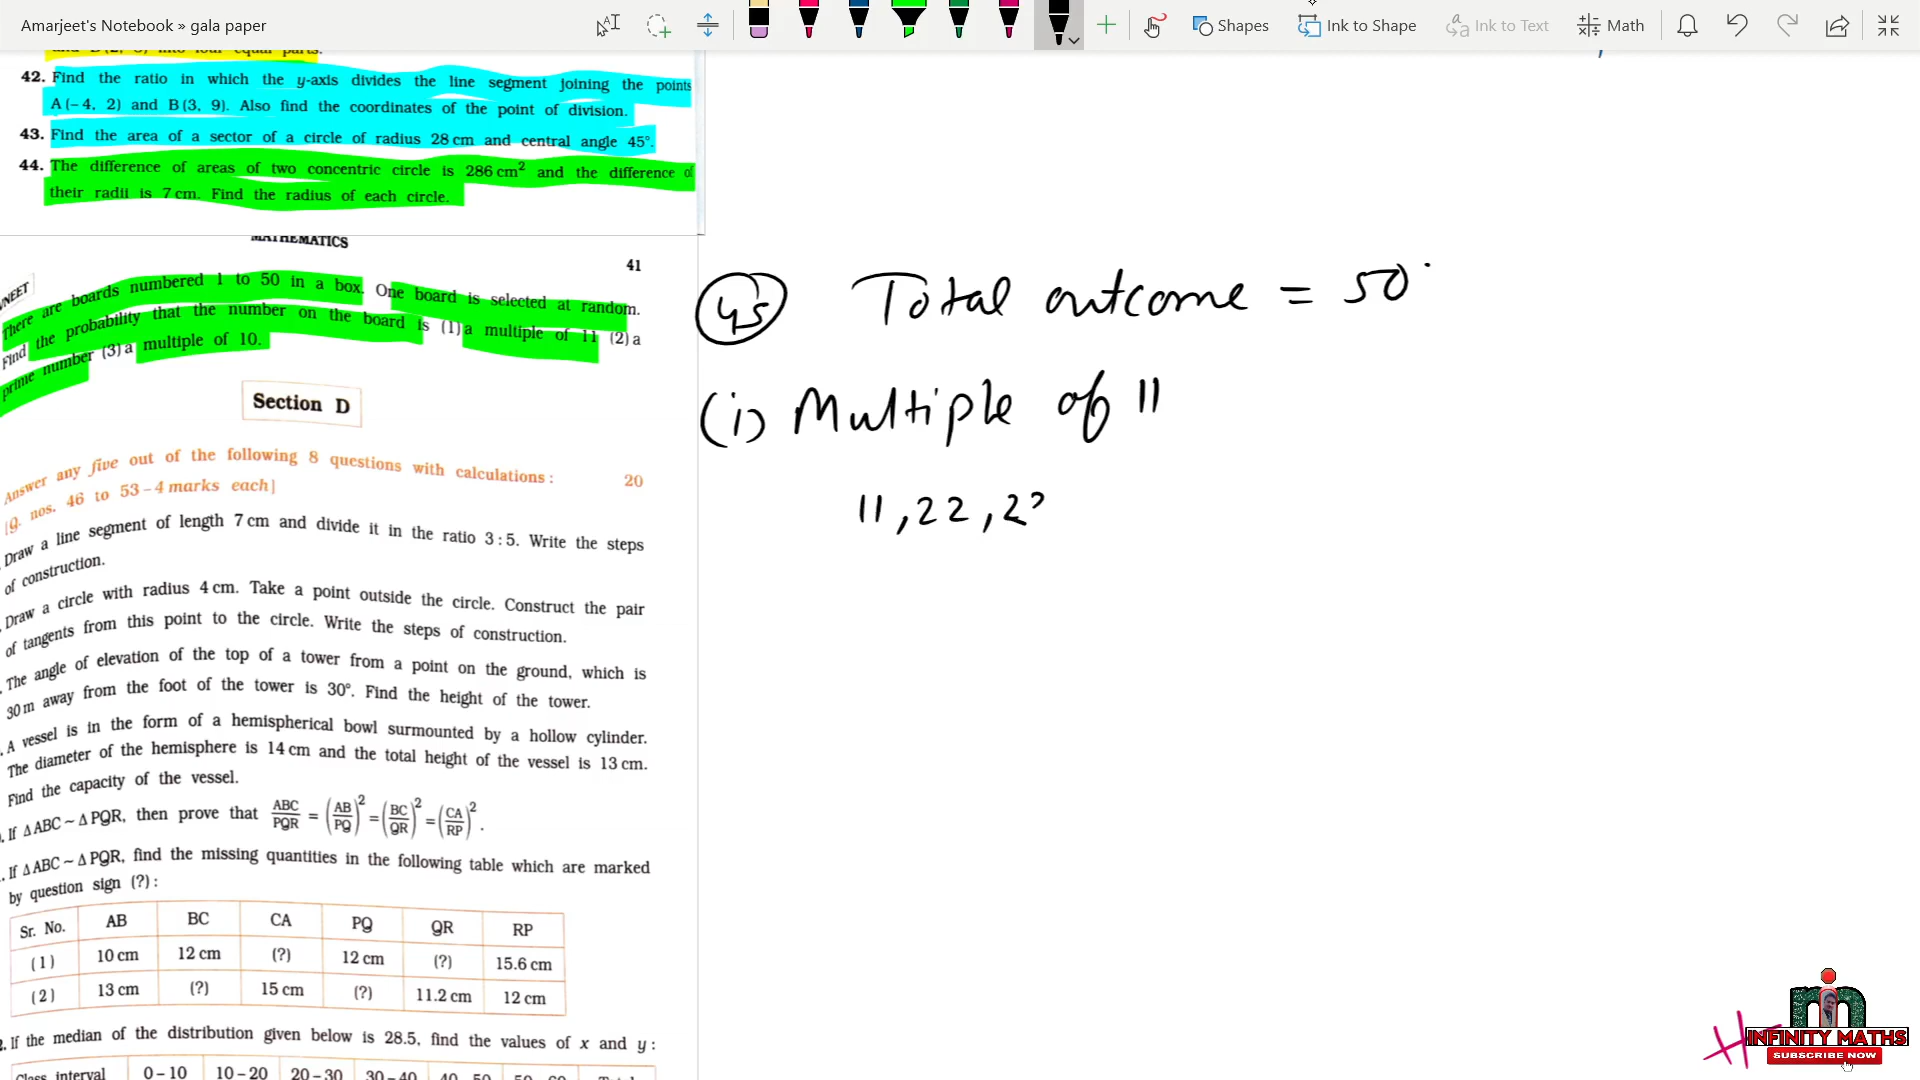 Amarjeet's Notebook » gala paper
Shapes
Ink to Shape
Ink to Text
Math
and B(2, 8) into four equal parts.
42. Find the ratio in which the y-axis divides the line segment joining the points
A(−4, 2) and B(3, 9). Also find the coordinates of the point of division.
43. Find the area of a sector of a circle of radius 28 cm and central angle 45°.
44. The difference of areas of two concentric circle is 286 cm² and the difference of
their radii is 7 cm. Find the radius of each circle.
MATHEMATICS
41
There are boards numbered 1 to 50 in a box. One board is selected at random.
Find the probability that the number on the board is (1) a multiple of 11 (2) a
prime number (3) a multiple of 10.
Section D
Answer any five out of the following 8 questions with calculations : 20
[Q. nos. 46 to 53 – 4 marks each]
Draw a line segment of length 7 cm and divide it in the ratio 3 : 5. Write the steps
of construction.
Draw a circle with radius 4 cm. Take a point outside the circle. Construct the pair
of tangents from this point to the circle. Write the steps of construction.
The angle of elevation of the top of a tower from a point on the ground, which is
30 m away from the foot of the tower is 30°. Find the height of the tower.
. A vessel is in the form of a hemispherical bowl surmounted by a hollow cylinder.
The diameter of the hemisphere is 14 cm and the total height of the vessel is 13 cm.
Find the capacity of the vessel.
. If Δ ABC ~ Δ PQR, then prove that ABC/PQR = (AB/PQ)² = (BC/QR)² = (CA/RP)².
. If Δ ABC ~ Δ PQR, find the missing quantities in the following table which are marked
by question sign (?) :
Sr. No. AB BC CA PQ QR RP
(1) 10 cm 12 cm (?) 12 cm (?) 15.6 cm
(2) 13 cm (?) 15 cm (?) 11.2 cm 12 cm
2. If the median of the distribution given below is 28.5, find the values of x and y :
Class interval 0 – 10 10 – 20 20 – 30 30 – 40 40 – 50 50 – 60 Total
45 Total outcome = 50
(i) Multiple of 11
11, 22, 2
INFINITY MATHS
SUBSCRIBE NOW